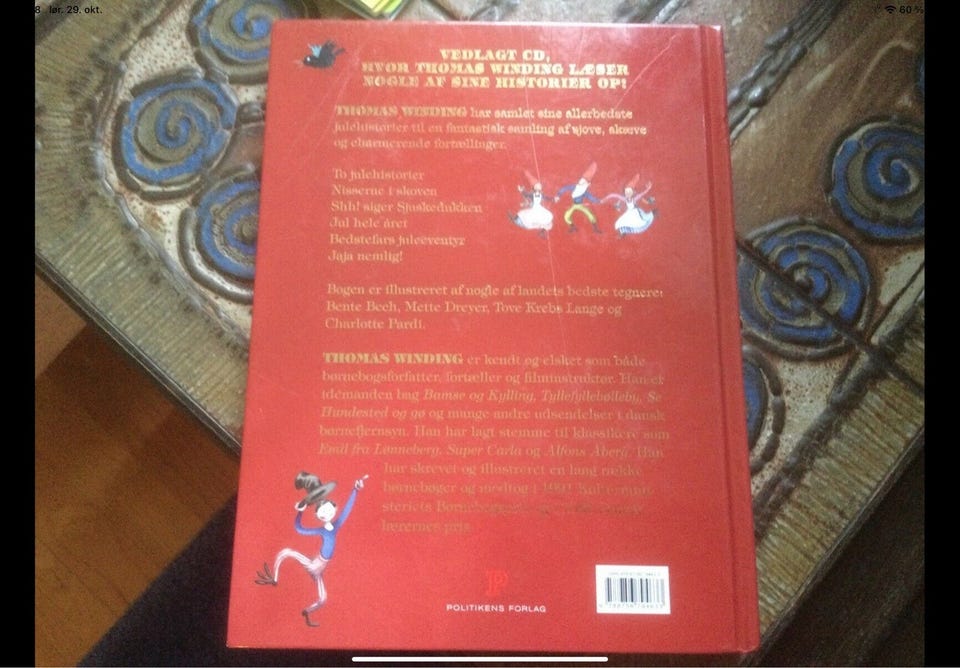 8 lør. 29. okt.
60 %
VEDLAGT CD,
HVOR THOMAS WINDING LÆSER
NOGLE AF SINE HISTORIER OP!
THOMAS WINDING har samlet sine allerbedste
julehistorier til en fantastisk samling af sjove, skæve
og charmerende fortællinger.
To julehistorier
Nisserne i skoven
Shh! siger Sjuskedukken
Jul hele året
Bedstefars juleeventyr
Jaja nemlig!
Bogen er illustreret af nogle af landets bedste tegnere:
Bente Bech, Mette Dreyer, Tove Krebs Lange og
Charlotte Pardi.
THOMAS WINDING er kendt og elsket som både
børnebogsforfatter, fortæller og filminstruktør. Han er
idemanden bag Bamse og Kylling, Tyllefyllebølleby, Se
Hundested og gø og mange andre udsendelser i dansk
børnefjernsyn. Han har lagt stemme til klassikere som
Emil fra Lønneberg, Super Carla og Alfons Åberg. Han
har skrevet og illustreret en lang række
børnebøger og modtog i
lærernes pris
POLITIKENS FORLAG